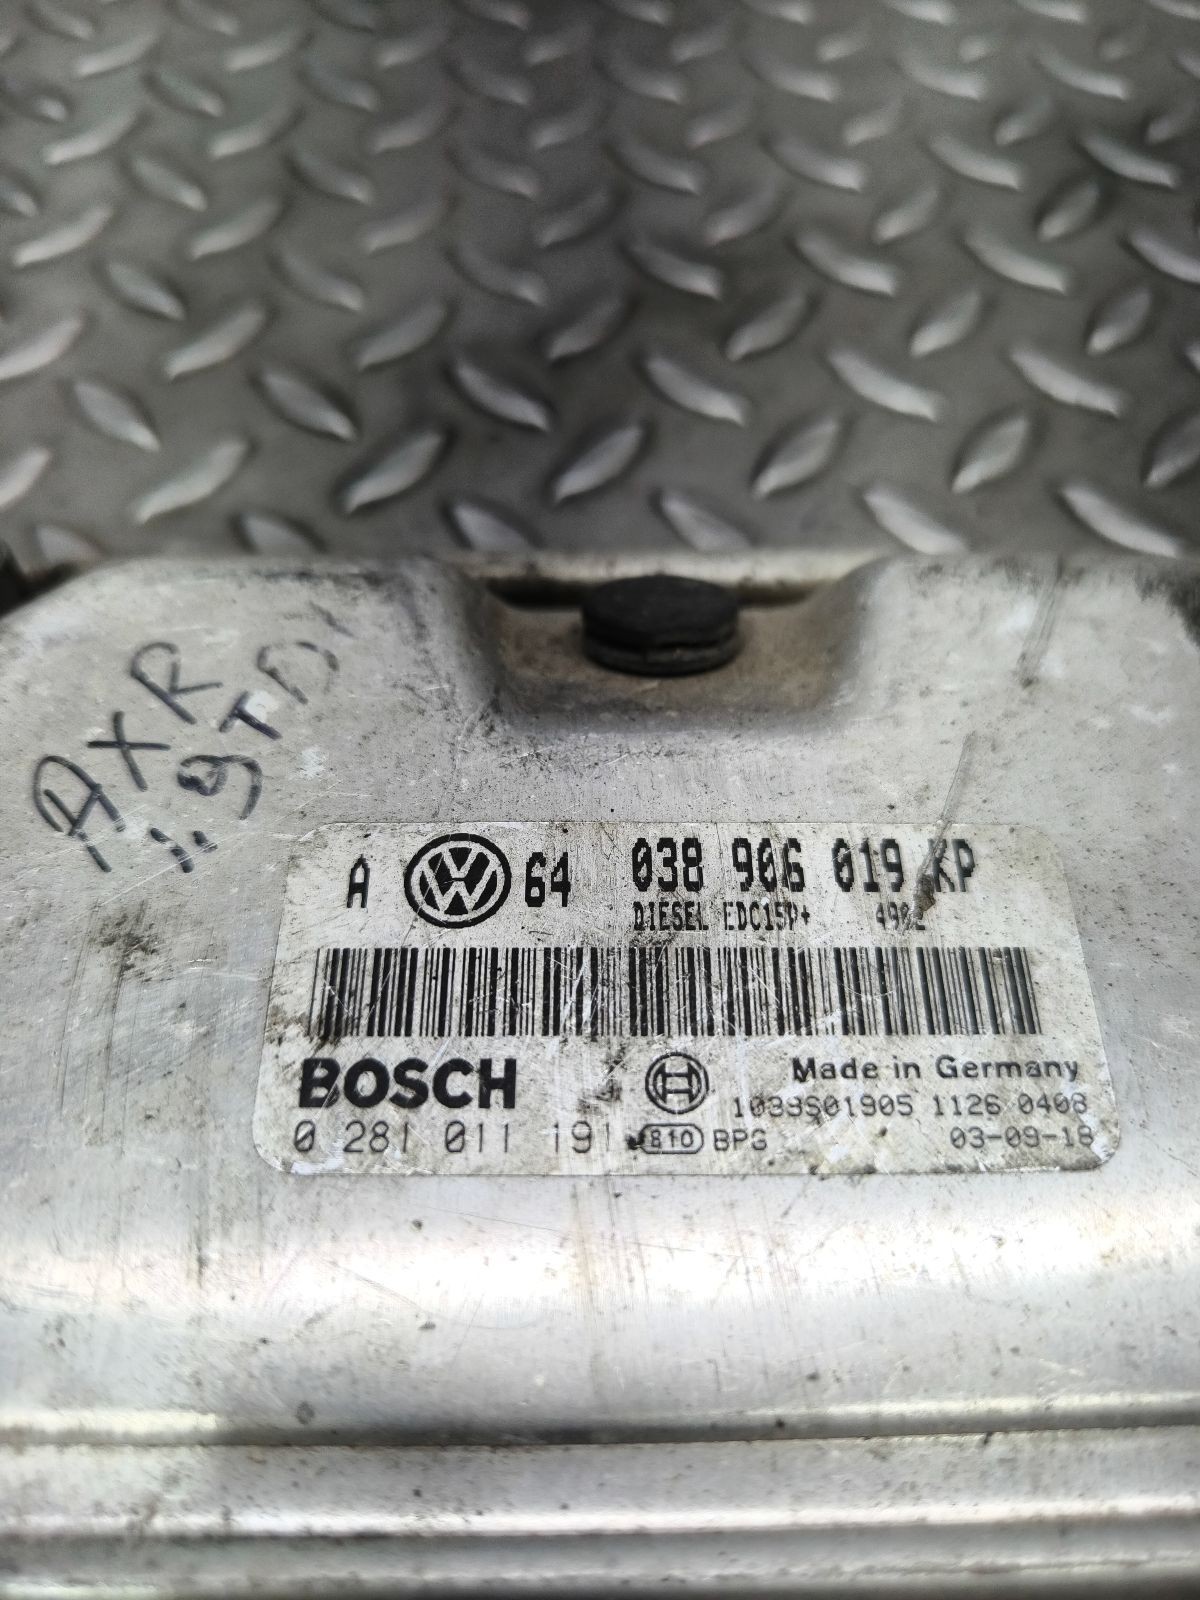 AXR
1.9TDI
A 64 038 906 019 KP
DIESEL EDC15P+
BOSCH
Made in Germany
1039S01905 1126 0408
0 281 011 191 810 BPG 03-09-18